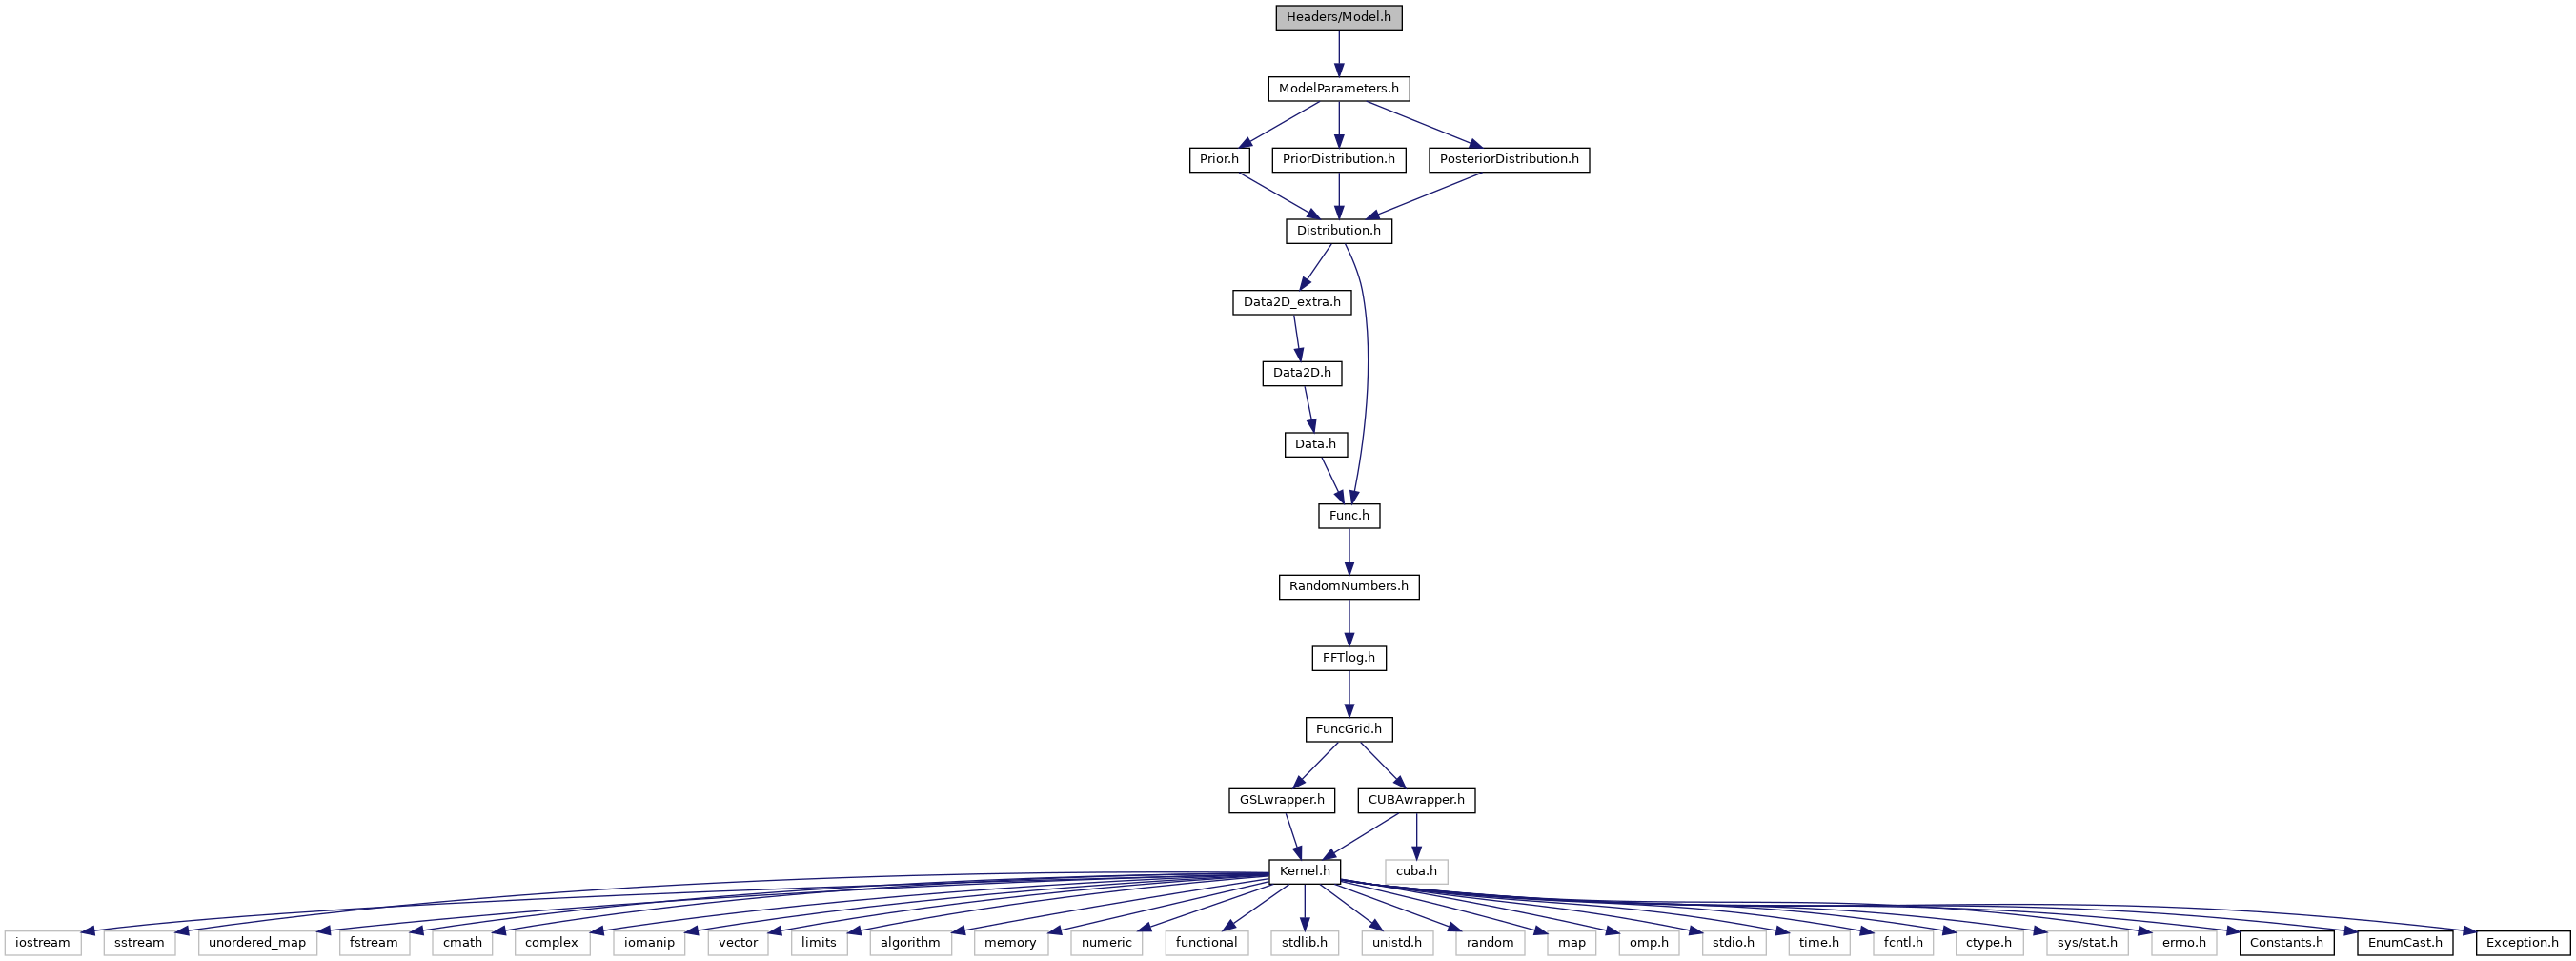 Headers/Model.h
ModelParameters.h
Prior.h
PriorDistribution.h
PosteriorDistribution.h
Distribution.h
Data2D_extra.h
Data2D.h
Data.h
Func.h
RandomNumbers.h
FFTlog.h
FuncGrid.h
GSLwrapper.h
CUBAwrapper.h
Kernel.h
cuba.h
iostream
sstream
unordered_map
fstream
cmath
complex
iomanip
vector
limits
algorithm
memory
numeric
functional
stdlib.h
unistd.h
random
map
omp.h
stdio.h
time.h
fcntl.h
ctype.h
sys/stat.h
errno.h
Constants.h
EnumCast.h
Exception.h